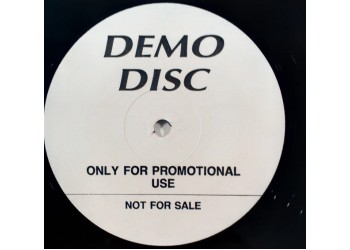 DEMO
DISC
ONLY FOR PROMOTIONAL
USE
NOT FOR SALE